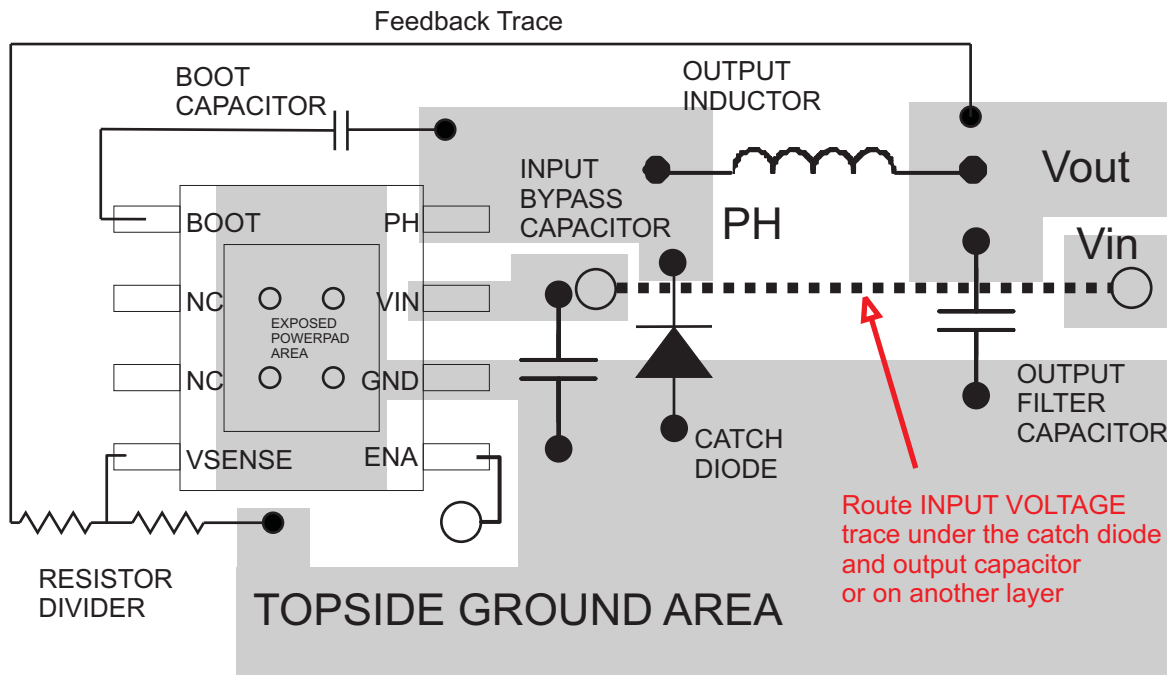 Feedback Trace
BOOT
CAPACITOR
OUTPUT
INDUCTOR
INPUT
BYPASS
CAPACITOR
Vout
PH
Vin
BOOT
PH
NC
VIN
EXPOSED
POWERPAD
AREA
NC
GND
VSENSE
ENA
CATCH
DIODE
OUTPUT
FILTER
CAPACITOR
Route INPUT VOLTAGE
trace under the catch diode
and output capacitor
or on another layer
RESISTOR
DIVIDER
TOPSIDE GROUND AREA